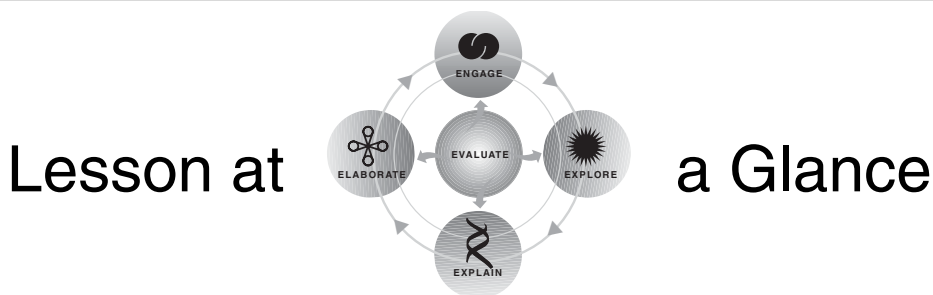 ENGAGE
Lesson at
EVALUATE
a Glance
ELABORATE
EXPLORE
EXPLAIN